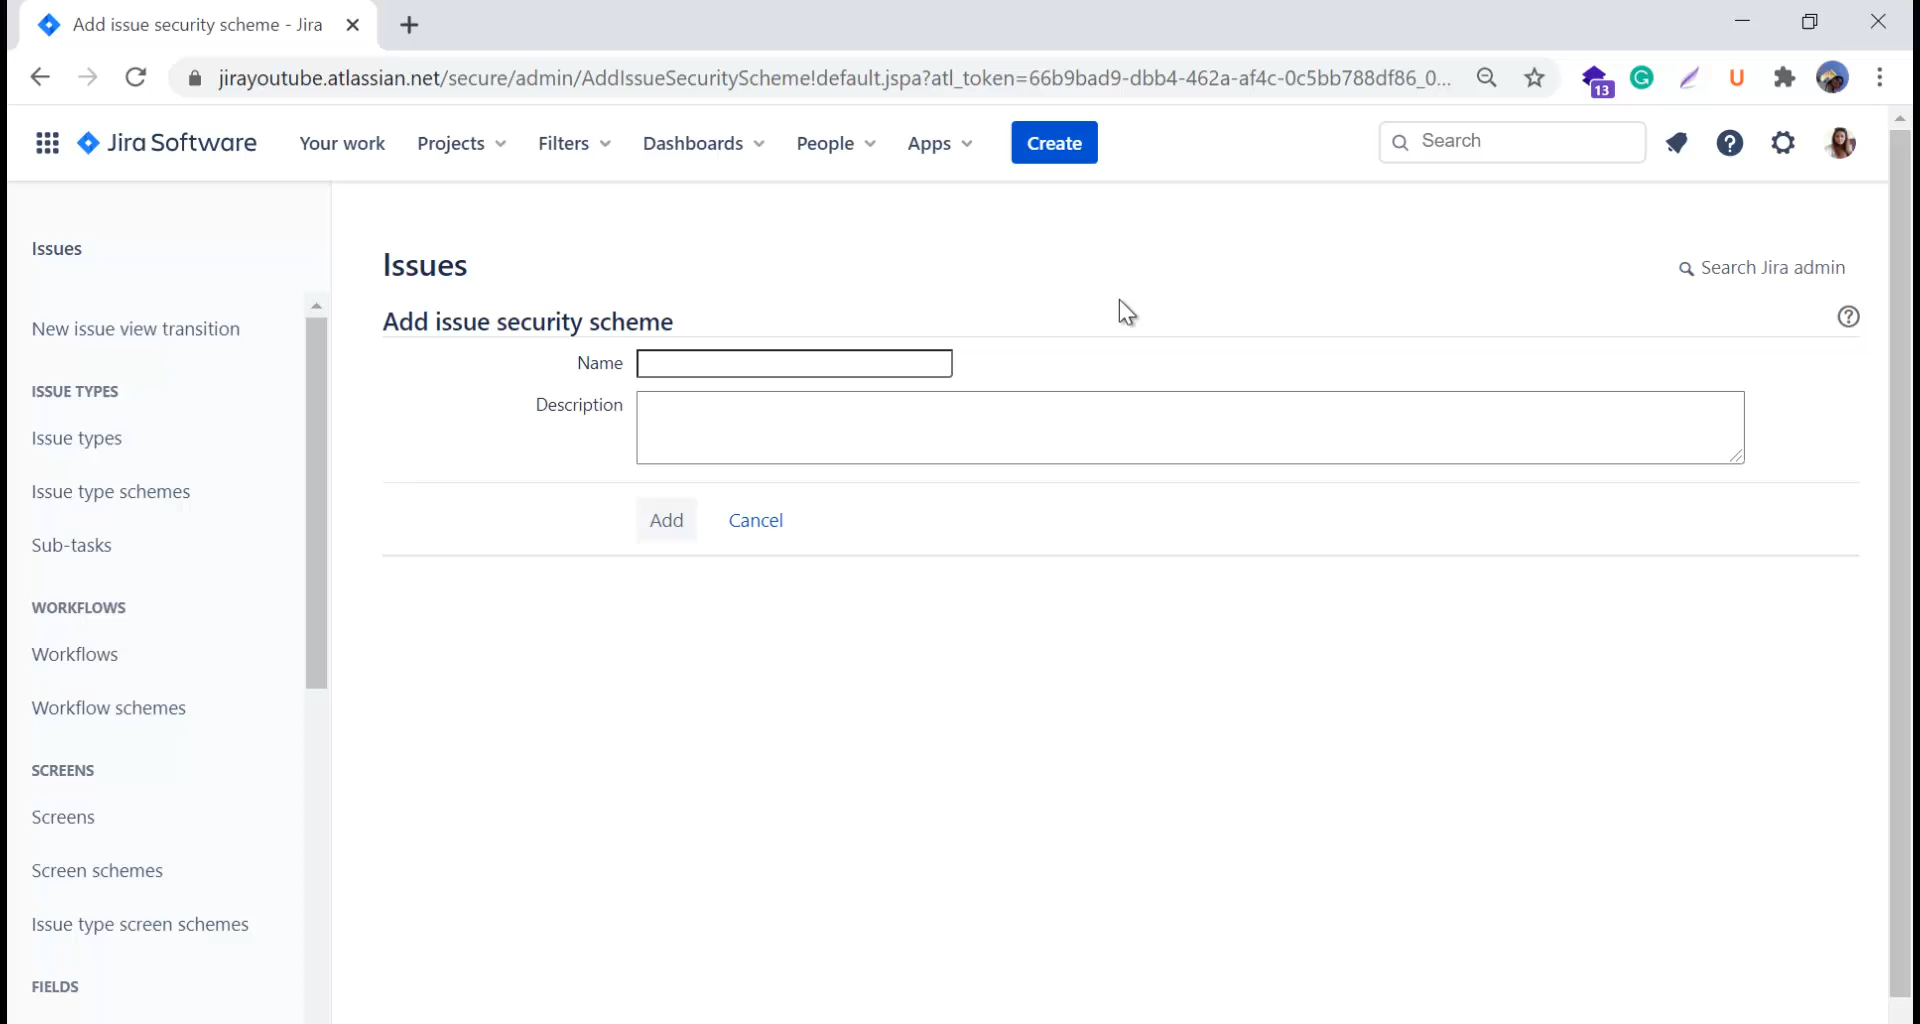 Add issue security scheme - Jira
jirayoutube.atlassian.net/secure/admin/AddIssueSecurityScheme!default.jspa?atl_token=66b9bad9-dbb4-462a-af4c-0c5bb788df86_0...
13
G
U
Jira Software
Your work
Projects
Filters
Dashboards
People
Apps
Create
Search
?
Issues
New issue view transition
ISSUE TYPES
Issue types
Issue type schemes
Sub-tasks
WORKFLOWS
Workflows
Workflow schemes
SCREENS
Screens
Screen schemes
Issue type screen schemes
FIELDS
Issues
Search Jira admin
Add issue security scheme
?
Name
Description
Add
Cancel